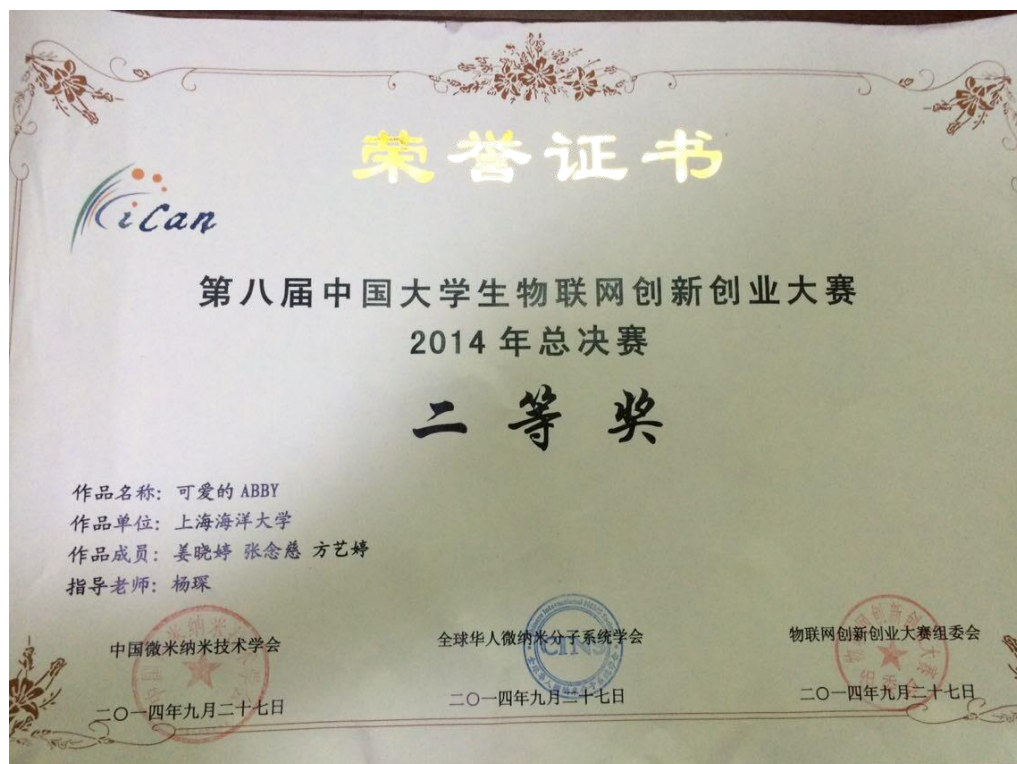 荣誉证书
iCan
第八届中国大学生物联网创新创业大赛
2014年总决赛
二等奖
作品名称：可爱的ABBY
作品单位：上海海洋大学
作品成员：姜晓婷 张念慈 方艺婷
指导老师：杨琛
中国微米纳米技术学会 全球华人微纳米分子系统学会 物联网创新创业大赛组委会
二〇一四年九月二十七日 二〇一四年九月二十七日 二〇一四年九月二十七日